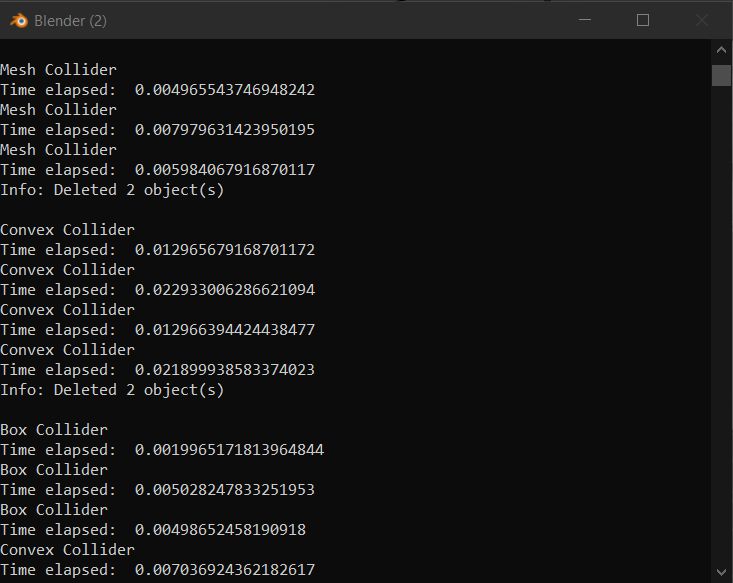 Blender (2)
Mesh Collider
Time elapsed:  0.004965543746948242
Mesh Collider
Time elapsed:  0.007979631423950195
Mesh Collider
Time elapsed:  0.005984067916870117
Info: Deleted 2 object(s)
Convex Collider
Time elapsed:  0.012965679168701172
Convex Collider
Time elapsed:  0.022933006286621094
Convex Collider
Time elapsed:  0.012966394424438477
Convex Collider
Time elapsed:  0.021899938583374023
Info: Deleted 2 object(s)
Box Collider
Time elapsed:  0.0019965171813964844
Box Collider
Time elapsed:  0.005028247833251953
Box Collider
Time elapsed:  0.00498652458190918
Convex Collider
Time elapsed:  0.007036924362182617